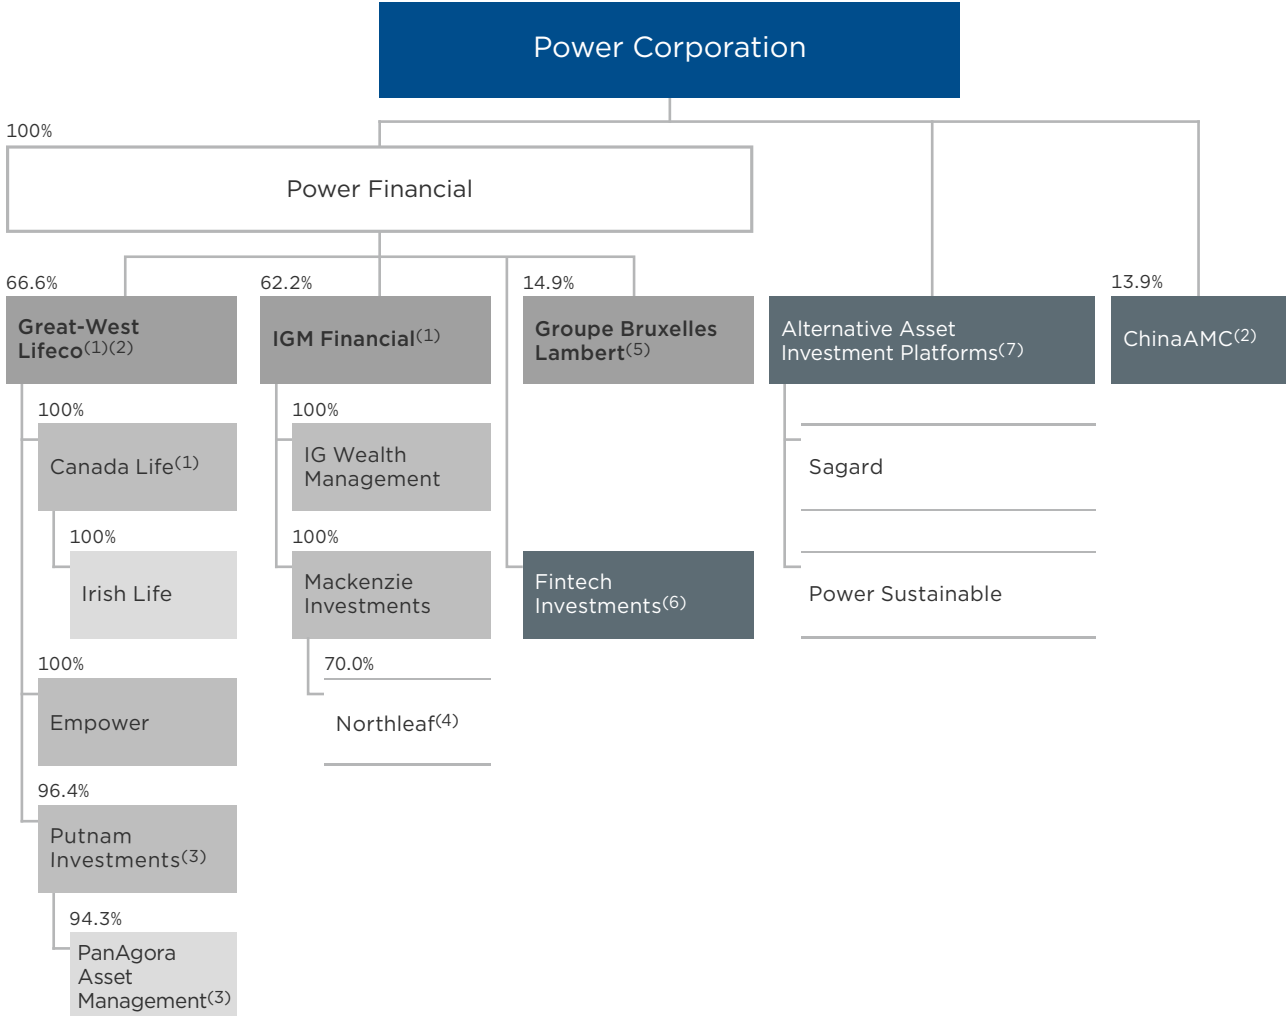 Power Corporation
100%
Power Financial
66.6%
Great-West
Lifeco(1)(2)
100%
Canada Life(1)
100%
Irish Life
100%
Empower
96.4%
Putnam
Investments(3)
94.3%
PanAgora
Asset
Management(3)
62.2%
IGM Financial(1)
100%
IG Wealth
Management
100%
Mackenzie
Investments
70.0%
Northleaf(4)
14.9%
Groupe Bruxelles
Lambert(5)
Fintech
Investments(6)
Alternative Asset
Investment Platforms(7)
Sagard
Power Sustainable
13.9%
ChinaAMC(2)